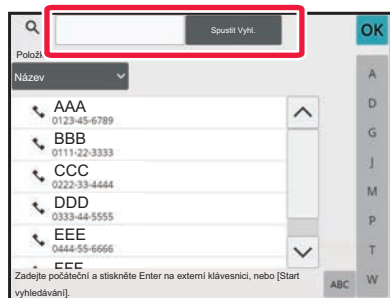 Spustit Vyhl.
OK
Název
AAA
0123-45-6789
BBB
0111-22-3333
CCC
0222-33-4444
DDD
0333-44-5555
EEE
0444-55-6666
Zadejte počáteční a stiskněte Enter na externí klávesnici, nebo [Start
vyhledávání].
ABC
A
D
G
J
M
P
T
W